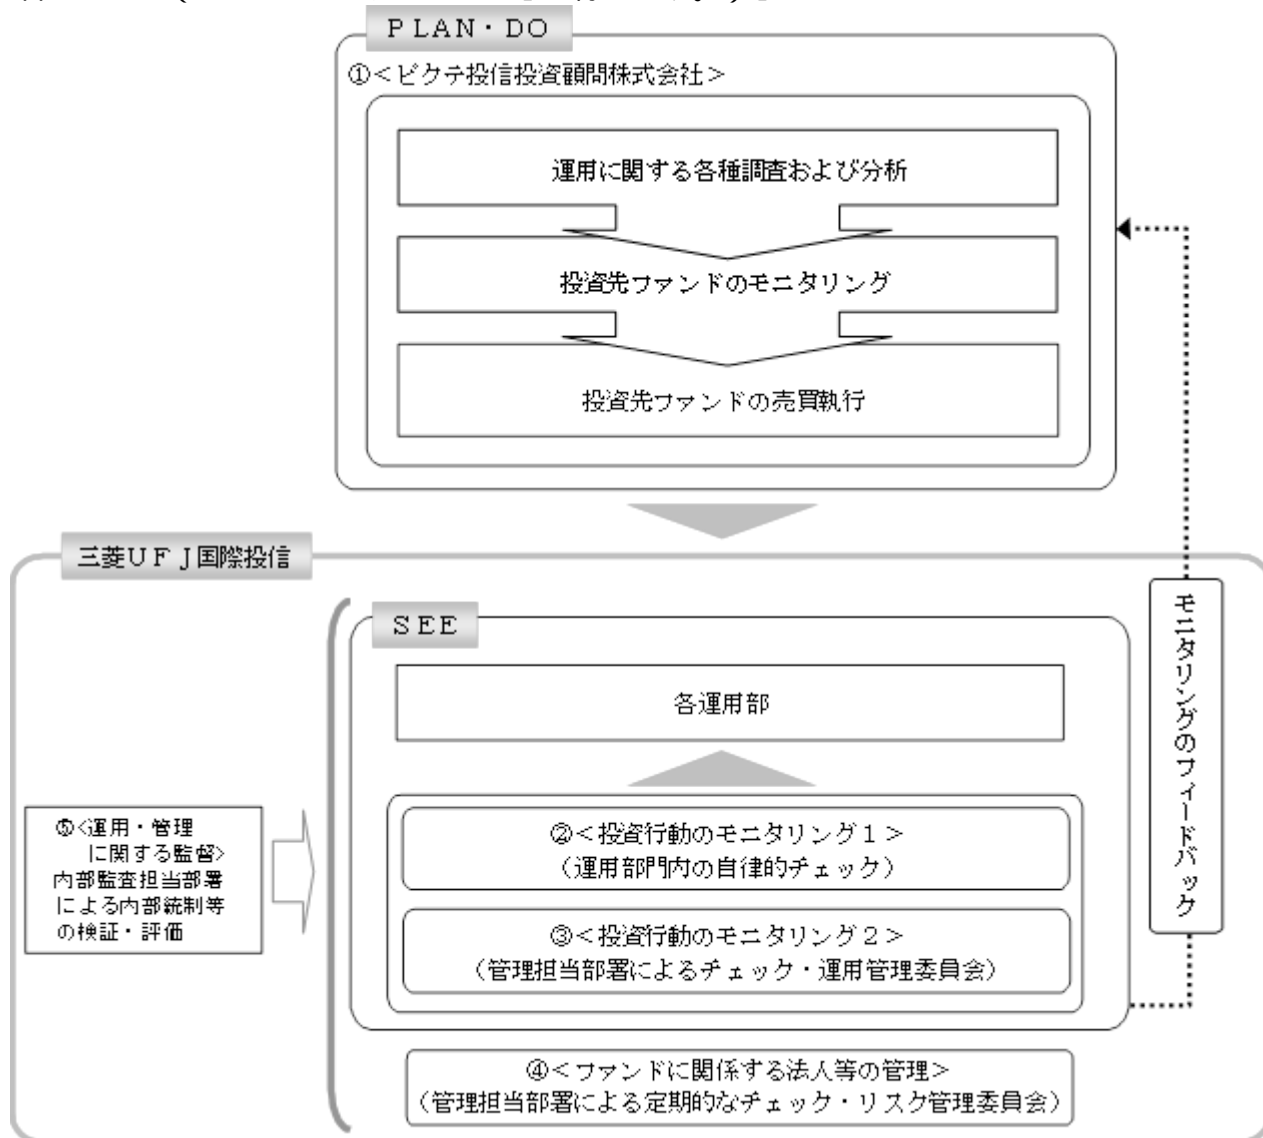 PLAN・DO
①＜ピクテ投信投資顧問株式会社＞
運用に関する各種調査および分析
投資先ファンドのモニタリング
投資先ファンドの売買執行
三菱ＵＦＪ国際投信
SEE
各運用部
②＜投資行動のモニタリング１＞
（運用部門内の自律的チェック）
③＜投資行動のモニタリング２＞
（管理担当部署によるチェック・運用管理委員会）
④＜ファンドに関係する法人等の管理＞
（管理担当部署による定期的なチェック・リスク管理委員会）
⑤＜運用・管理
に関する監督＞
内部監査担当部署
による内部統制等
の検証・評価
モニタリングのフィードバック